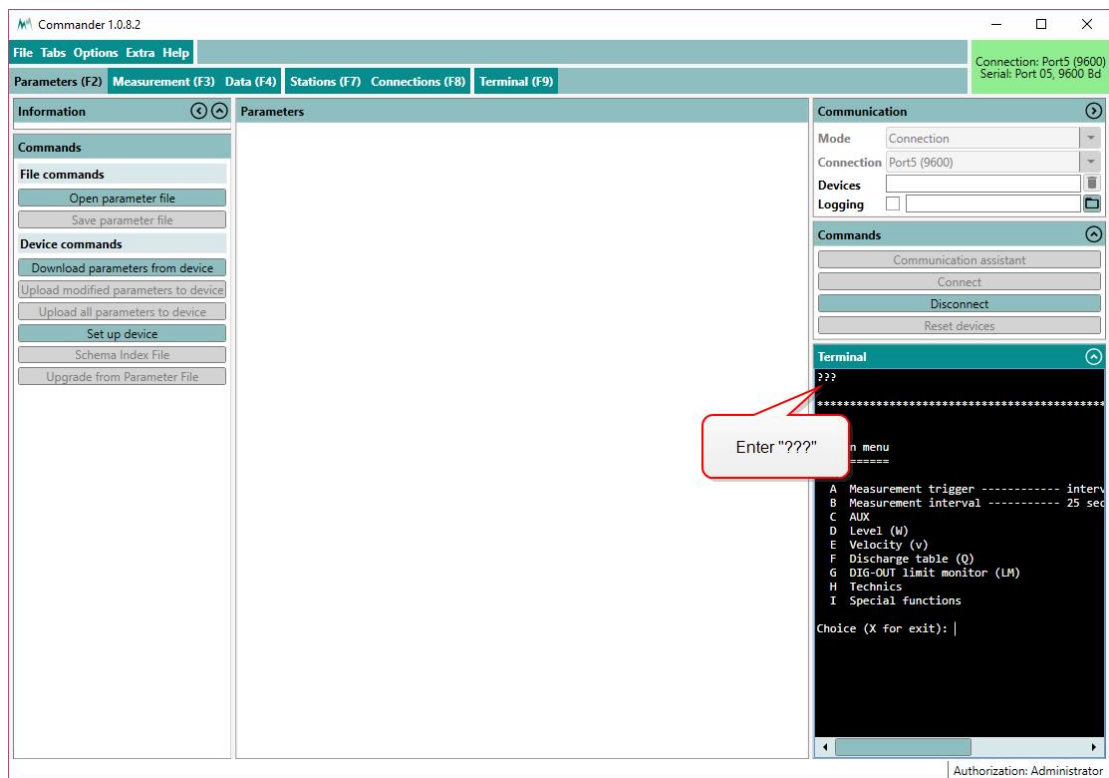 Commander 1.0.8.2
File Tabs Options Extra Help
Connection: Port5 (9600)
Serial: Port 05, 9600 Bd
Parameters (F2) Measurement (F3) Data (F4) Stations (F7) Connections (F8) Terminal (F9)
Information
Commands
File commands
Open parameter file
Save parameter file
Device commands
Download parameters from device
Upload modified parameters to device
Upload all parameters to device
Set up device
Schema Index File
Upgrade from Parameter File
Parameters
Enter "???"
Communication
Mode Connection
Connection Port5 (9600)
Devices
Logging
Commands
Communication assistant
Connect
Disconnect
Reset devices
Terminal
???
********************************************
n menu
======
A Measurement trigger ------------ interv
B Measurement interval ----------- 25 sec
C AUX
D Level (W)
E Velocity (v)
F Discharge table (Q)
G DIG-OUT limit monitor (LM)
H Technics
I Special functions
Choice (X for exit):
Authorization: Administrator